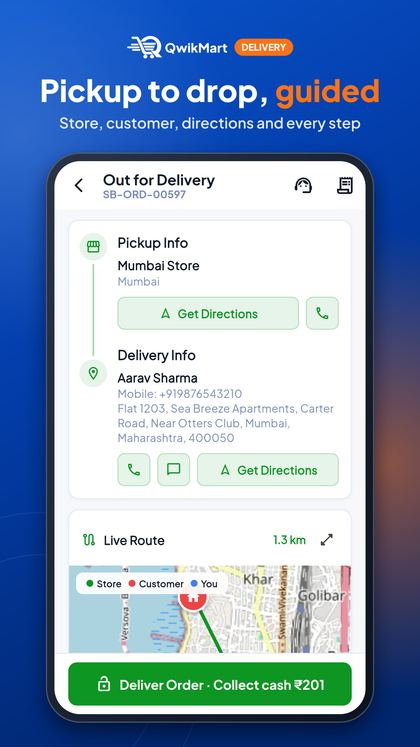 QwikMart DELIVERY
Pickup to drop, guided
Store, customer, directions and every step
Out for Delivery
SB-ORD-00597
Pickup Info
Mumbai Store
Mumbai
Get Directions
Delivery Info
Aarav Sharma
Mobile: +919876543210
Flat 1203, Sea Breeze Apartments, Carter
Road, Near Otters Club, Mumbai,
Maharashtra, 400050
Get Directions
Live Route 1.3 km
Store Customer You
Khar
Golibar
Versova - B
Swami Vivekanan
Deliver Order · Collect cash ₹201